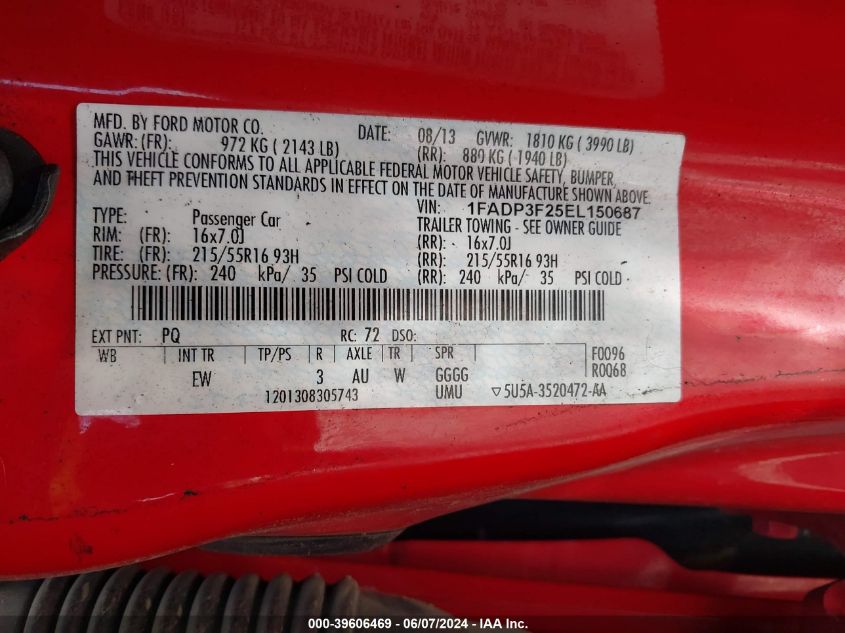 MFD. BY FORD MOTOR CO. DATE: 08/13 GVWR: 1810 KG ( 3990 LB)
GAWR: (FR): 972 KG ( 2143 LB) (RR): 880 KG ( 1940 LB)
THIS VEHICLE CONFORMS TO ALL APPLICABLE FEDERAL MOTOR VEHICLE SAFETY, BUMPER,
AND THEFT PREVENTION STANDARDS IN EFFECT ON THE DATE OF MANUFACTURE SHOWN ABOVE.
VIN: 1FADP3F25EL150687
TYPE: Passenger Car TRAILER TOWING - SEE OWNER GUIDE
RIM: (FR): 16x7.0J (RR): 16x7.0J
TIRE: (FR): 215/55R16 93H (RR): 215/55R16 93H
PRESSURE: (FR): 240 kPa/ 35 PSI COLD (RR): 240 kPa/ 35 PSI COLD
EXT PNT: PQ RC: 72 DSO:
WB INT TR TP/PS R AXLE TR SPR F0096
EW 3 AU W GGGG R0068
1201308305743 UMU ▽5U5A-3520472-AA
000-39606469 - 06/07/2024 - IAAI Inc.